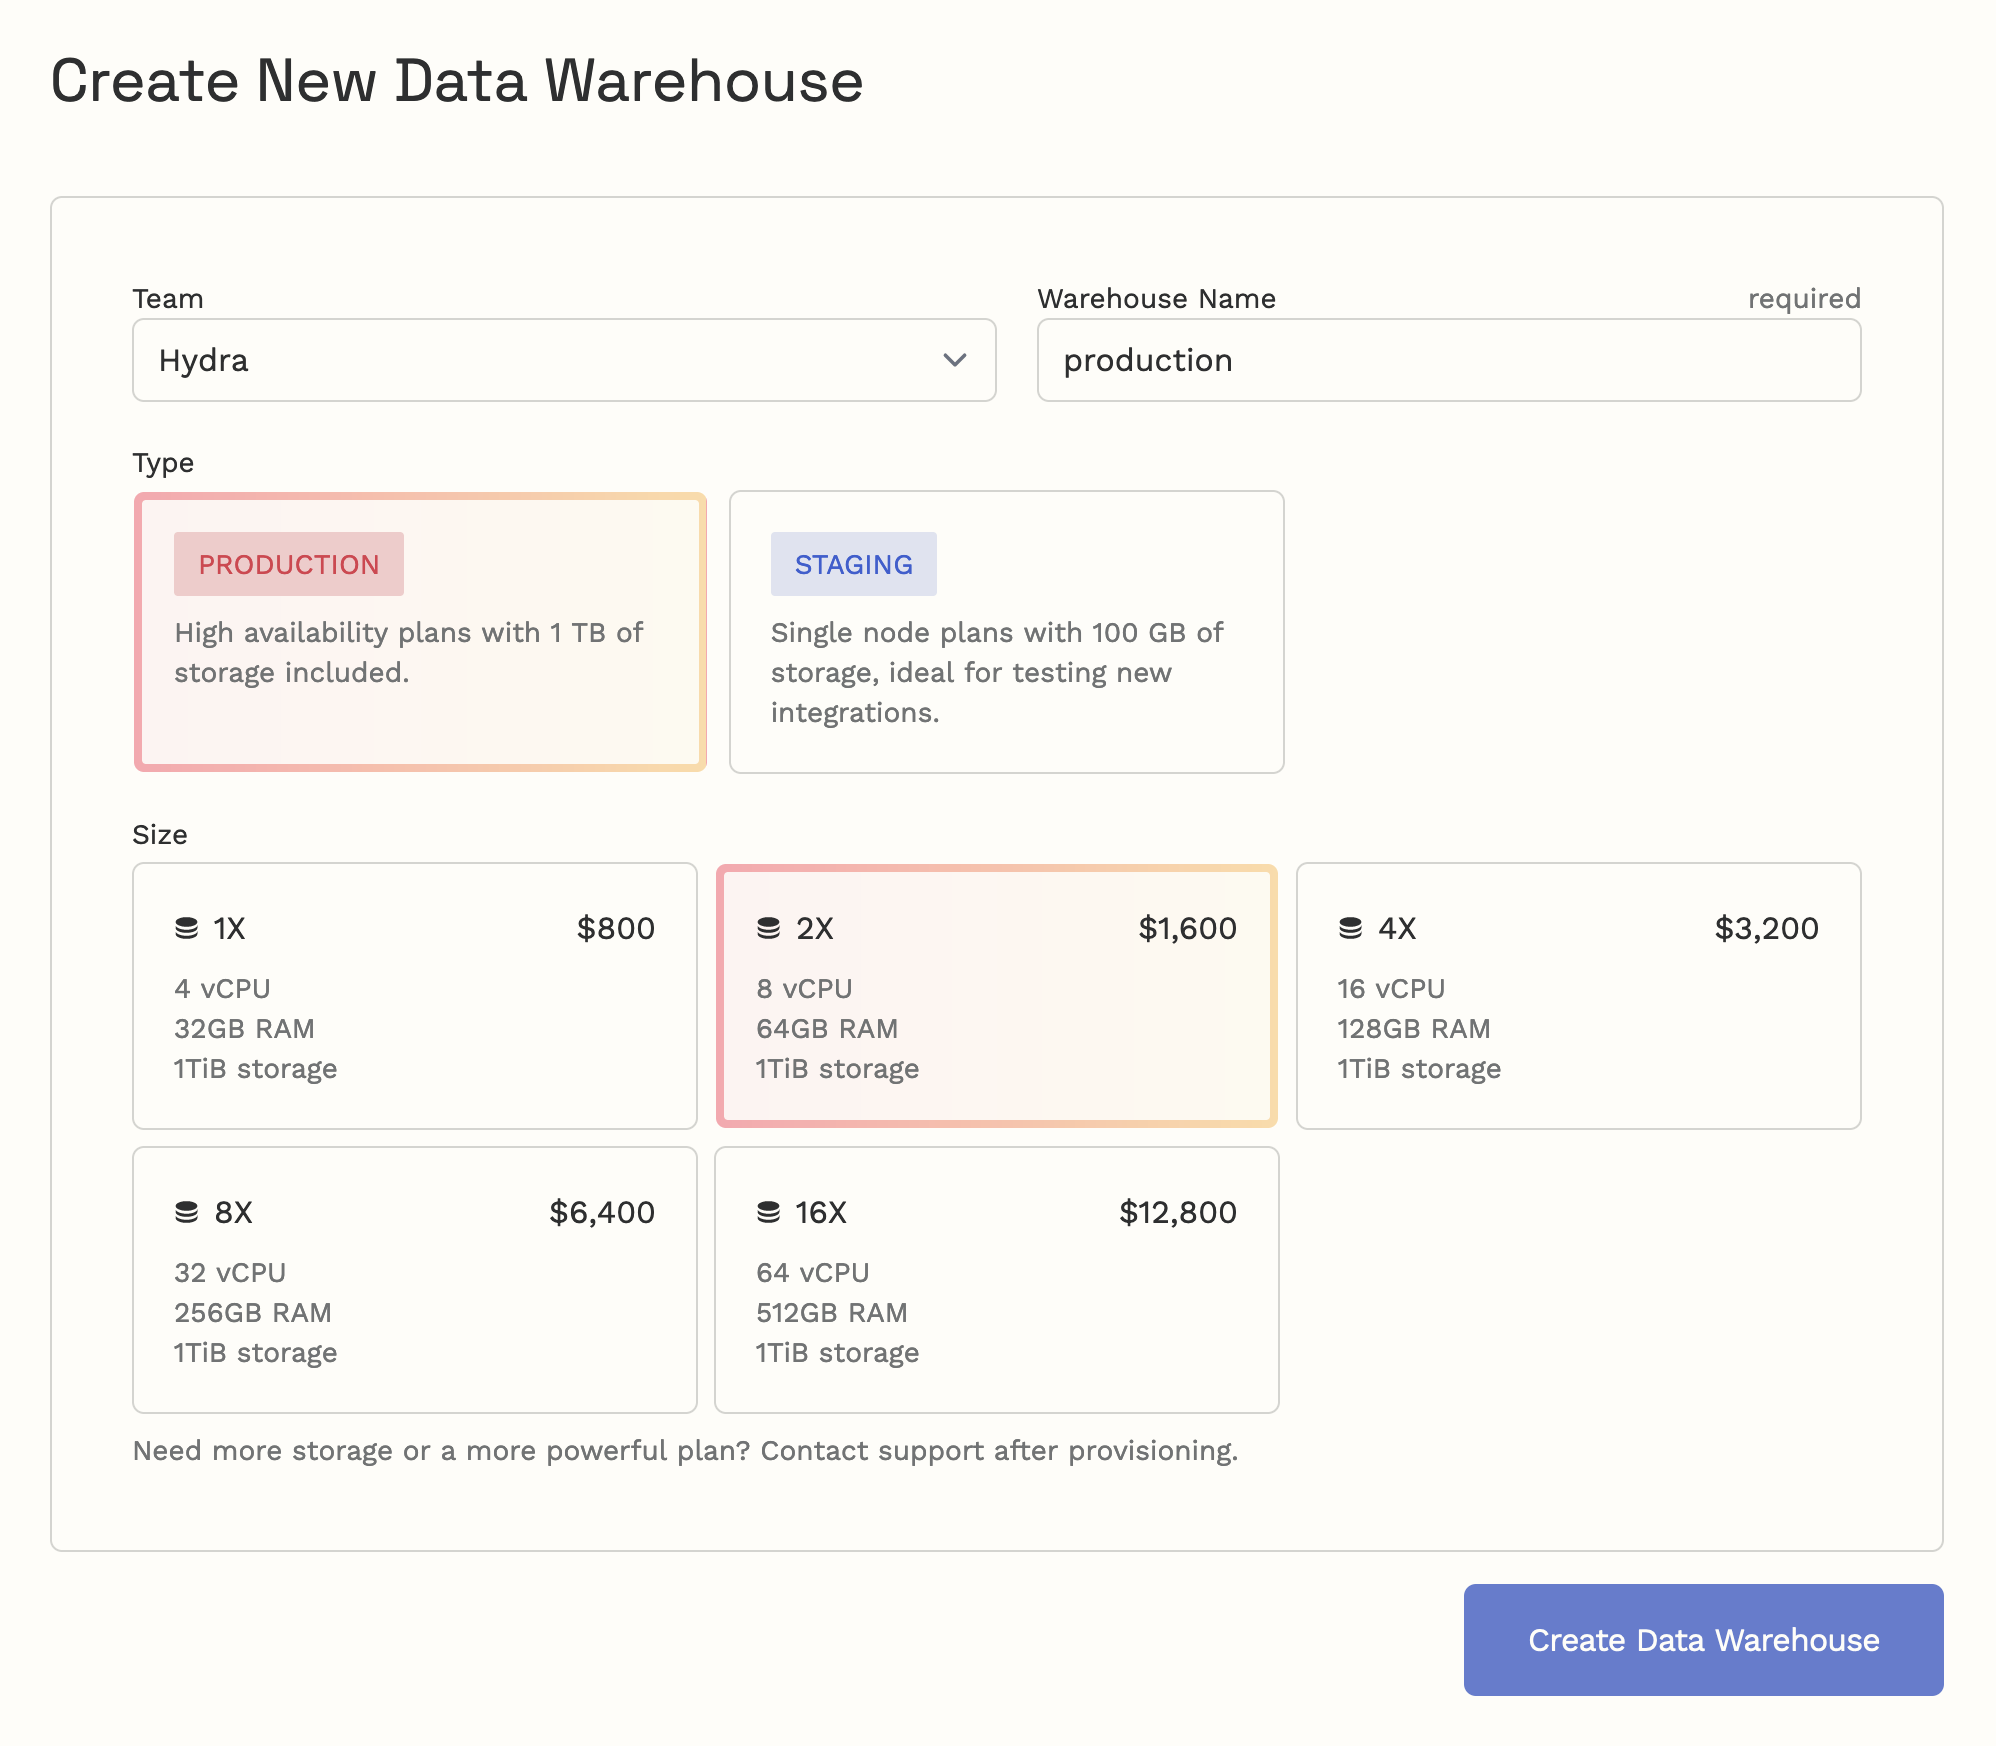 Create New Data Warehouse
Team
Hydra
Warehouse Name
required
production
Type
PRODUCTION
High availability plans with 1 TB of
storage included.
STAGING
Single node plans with 100 GB of
storage, ideal for testing new
integrations.
Size
1X
$800
4 vCPU
32GB RAM
1TiB storage
2X
$1,600
8 vCPU
64GB RAM
1TiB storage
4X
$3,200
16 vCPU
128GB RAM
1TiB storage
8X
$6,400
32 vCPU
256GB RAM
1TiB storage
16X
$12,800
64 vCPU
512GB RAM
1TiB storage
Need more storage or a more powerful plan? Contact support after provisioning.
Create Data Warehouse